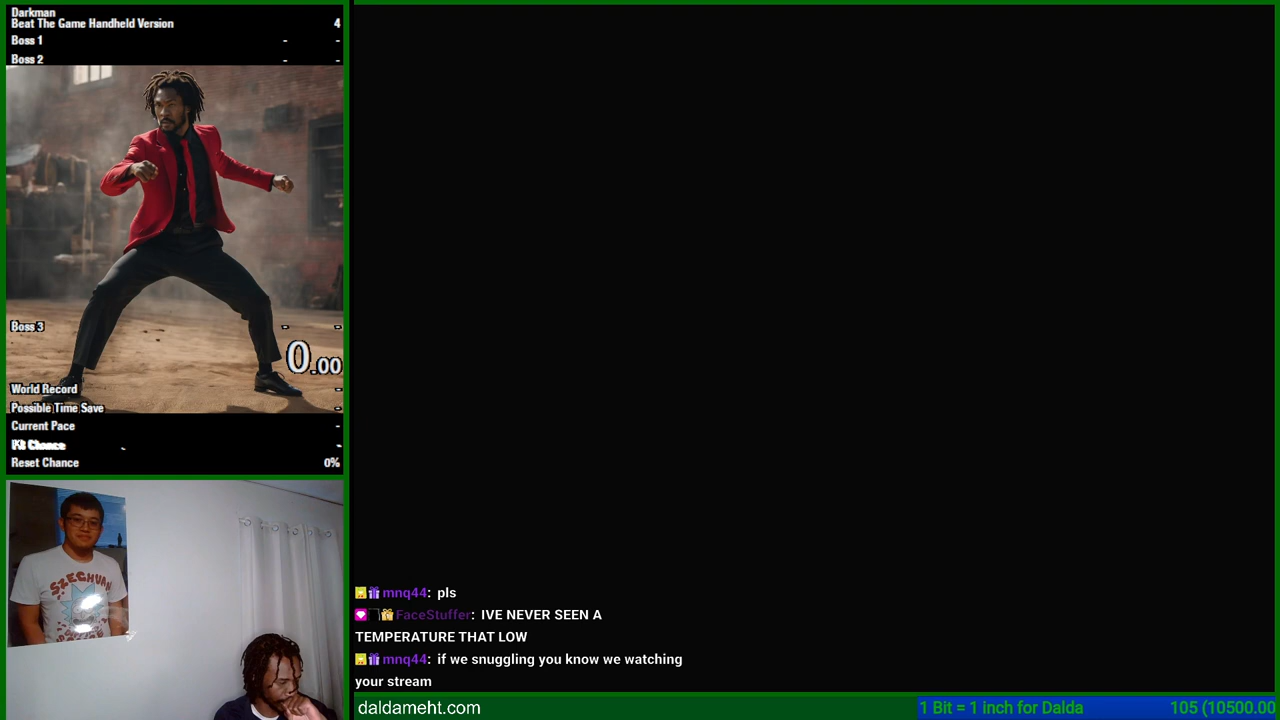 Darkman
Beat The Game Handheld Version 4
Boss 1 - -
Boss 2 - -
Boss 3 - -
0.00
World Record -
Possible Time Save -
Current Pace -
Chance - -
Reset Chance 0%
SZECHUAN
mnq44: pls
FaceStuffer: IVE NEVER SEEN A
TEMPERATURE THAT LOW
mnq44: if we snuggling you know we watching
your stream
daldameht.com
1 Bit = 1 inch for Dalda 105 (10500.00